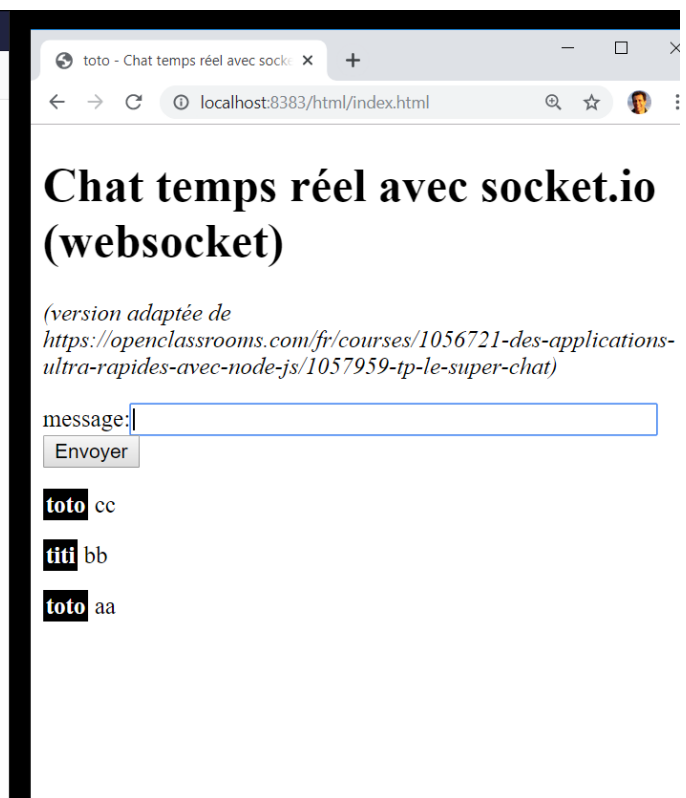 toto - Chat temps réel avec socke
localhost:8383/html/index.html
Chat temps réel avec socket.io
(websocket)
(version adaptée de
https://openclassrooms.com/fr/courses/1056721-des-applications-
ultra-rapides-avec-node-js/1057959-tp-le-super-chat)
message:
Envoyer
toto cc
titi bb
toto aa